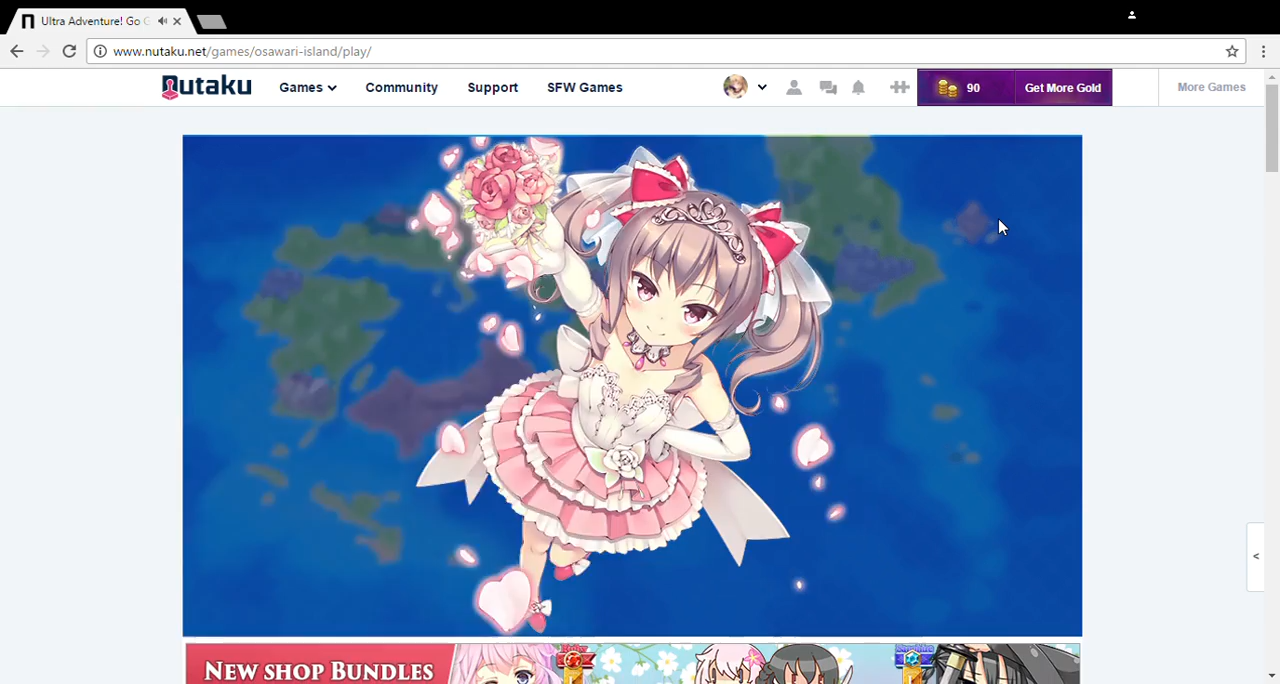 Ultra Adventure! Go G
www.nutaku.net/games/osawari-island/play/
nutaku
Games
Community
Support
SFW Games
90
Get More Gold
More Games
NEW SHOP BUNDLES